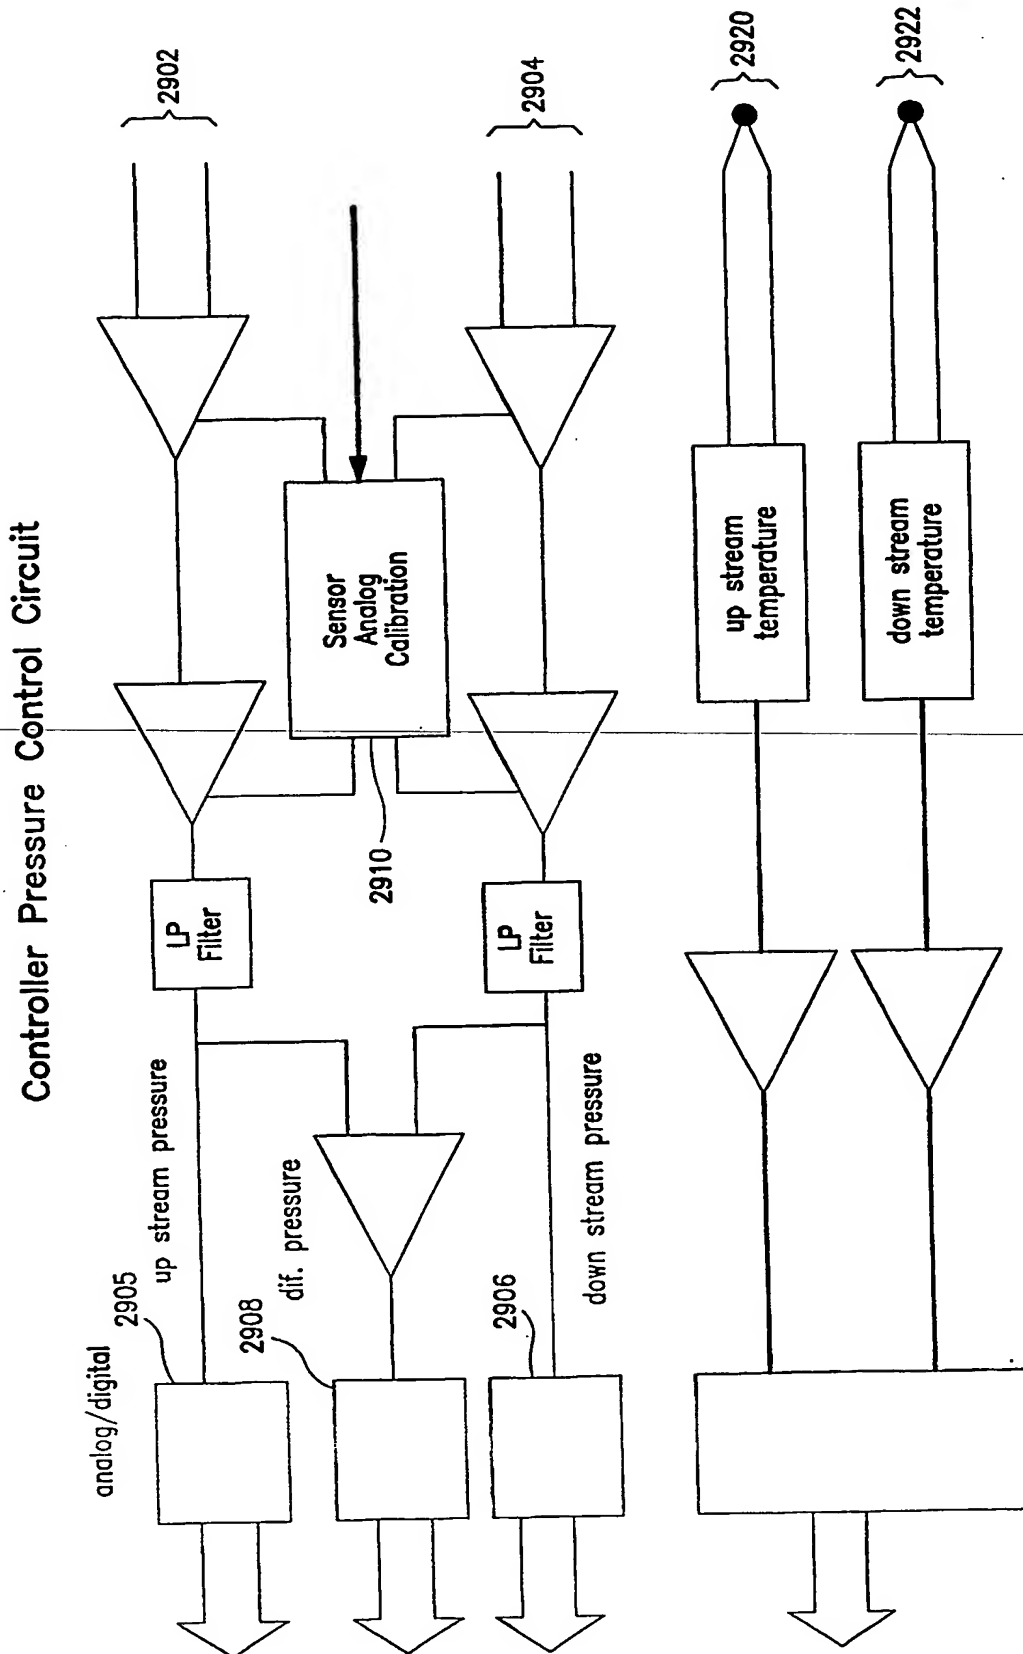 Controller Pressure Control Circuit
2902
2904
2920
2922
Sensor
Analog
Calibration
2910
up stream
temperature
down stream
temperature
LP
Filter
LP
Filter
up stream pressure
dif. pressure
down stream pressure
analog/digital
2905
2908
2906